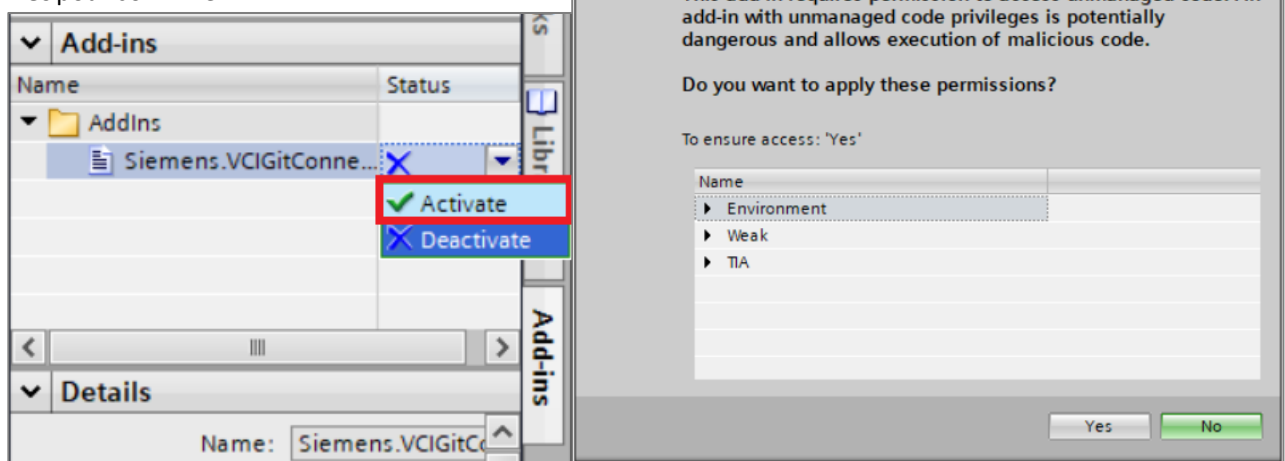 Add-ins
Name Status
AddIns
Siemens.VCIGitConne...
Activate
Deactivate
Details
Name: Siemens.VCIGitCo
Libr
Add-ins
add-in with unmanaged code privileges is potentially
dangerous and allows execution of malicious code.
Do you want to apply these permissions?
To ensure access: 'Yes'
Name
Environment
Weak
TIA
Yes No